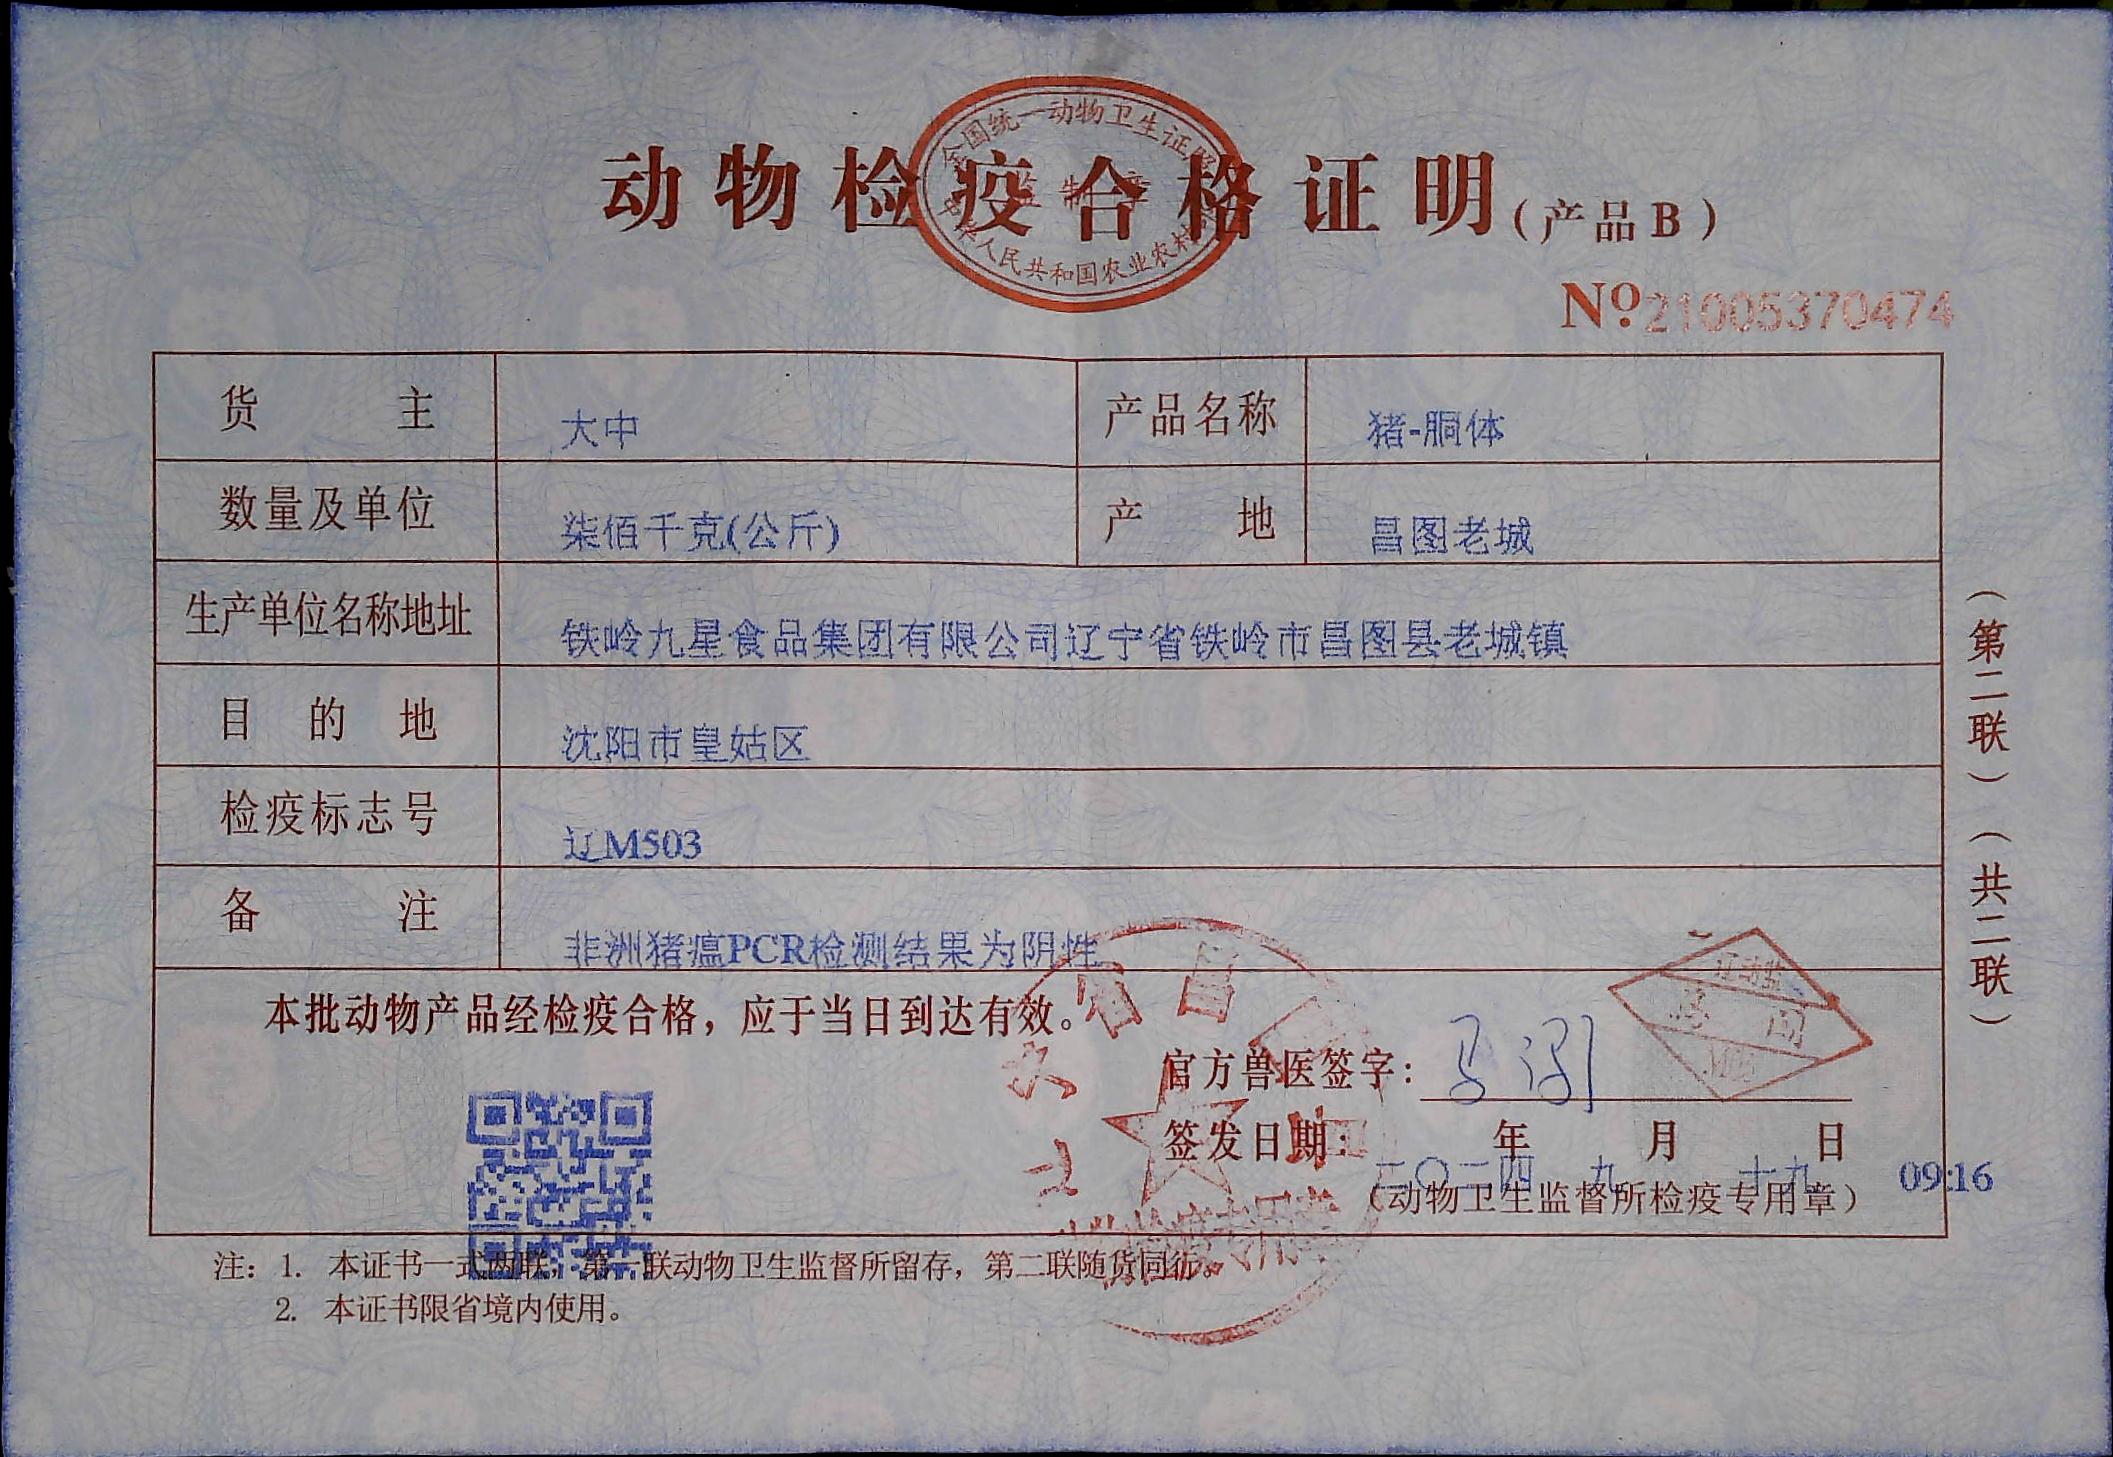 全国统一动物卫生证照
监制章
中华人民共和国农业农村部
动物检疫合格证明(产品B)
№21005370474
货主 大中 产品名称 猪-胴体
数量及单位 柒佰千克(公斤) 产地 昌图老城
生产单位名称地址 铁岭九星食品集团有限公司辽宁省铁岭市昌图县老城镇
目的地 沈阳市皇姑区
检疫标志号 辽M503
备注 非洲猪瘟PCR检测结果为阴性
本批动物产品经检疫合格，应于当日到达有效。
官方兽医签字：
签发日期： 二〇二四年 九月 十九日 09:16
（动物卫生监督所检疫专用章）
注：1. 本证书一式两联，第一联动物卫生监督所留存，第二联随货同行。
2. 本证书限省境内使用。
（第二联）（共二联）